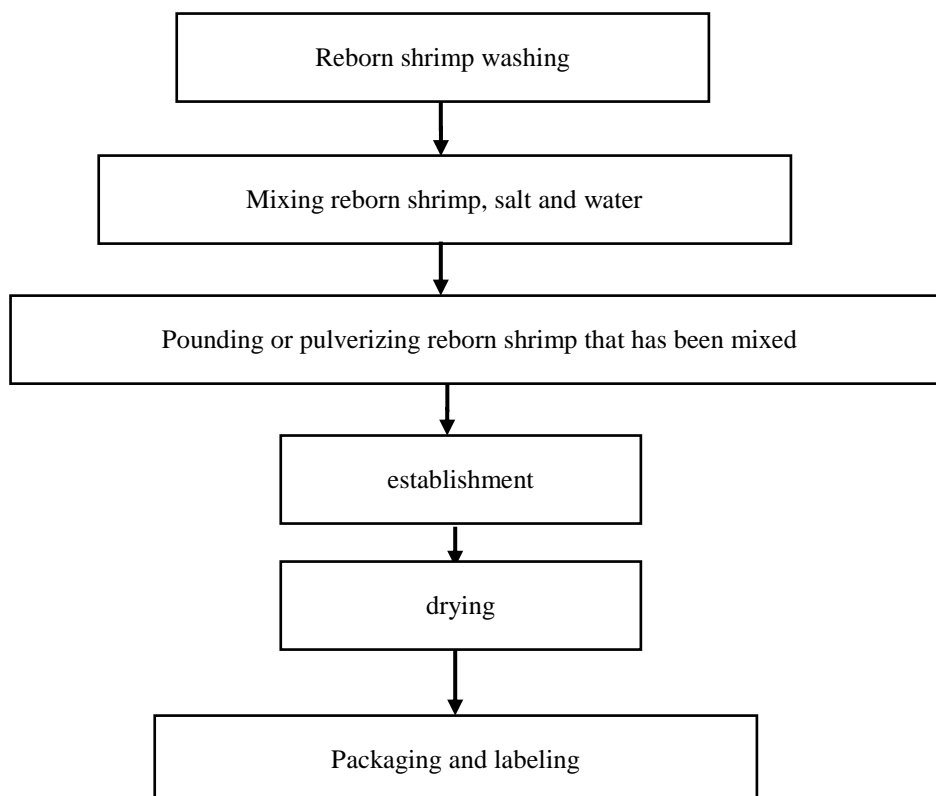 Reborn shrimp washing
Mixing reborn shrimp, salt and water
Pounding or pulverizing reborn shrimp that has been mixed
establishment
drying
Packaging and labeling